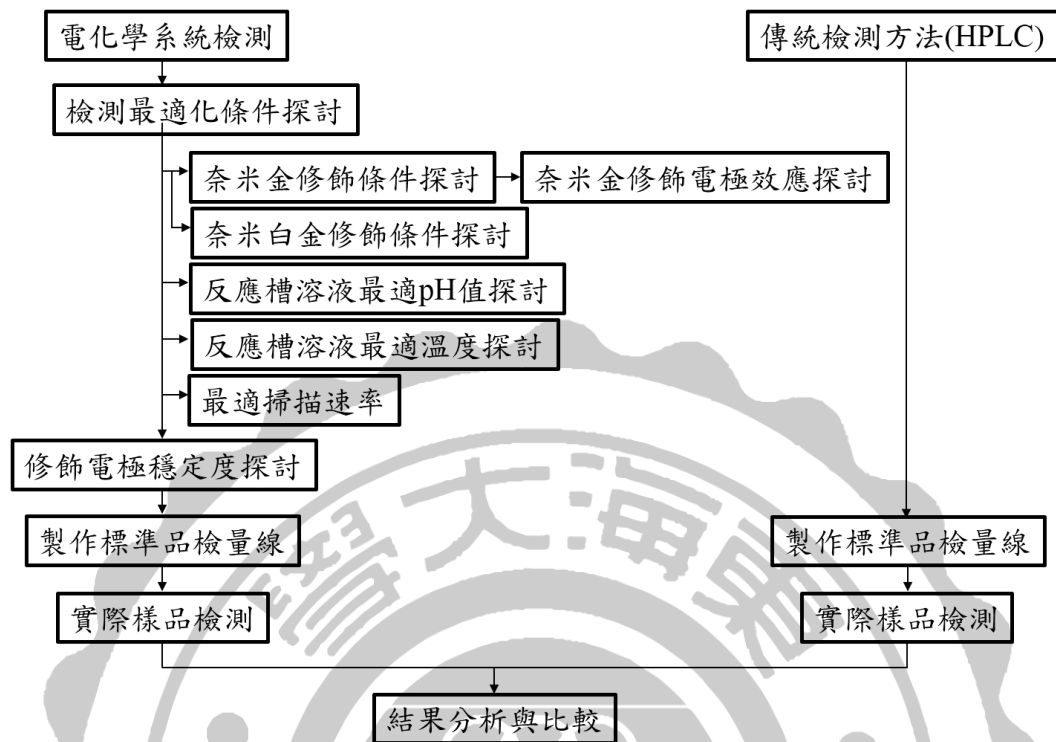 電化學系統檢測
傳統檢測方法(HPLC)
檢測最適化條件探討
奈米金修飾條件探討
奈米金修飾電極效應探討
奈米白金修飾條件探討
反應槽溶液最適pH值探討
反應槽溶液最適溫度探討
最適掃描速率
修飾電極穩定度探討
製作標準品檢量線
製作標準品檢量線
實際樣品檢測
實際樣品檢測
結果分析與比較
學大海東